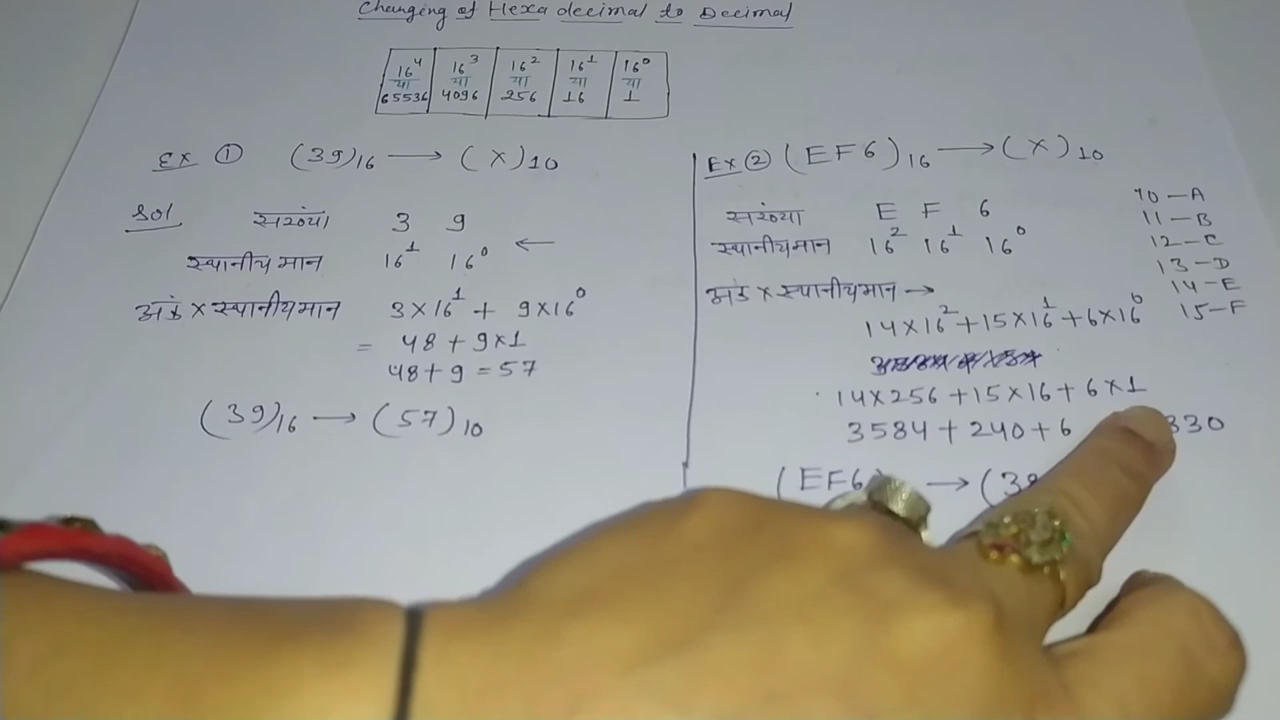 Changing of Hexa decimal to Decimal
16⁴ 16³ 16² 16¹ 16⁰
या या या या या
65536 4096 256 16 1
Ex ① (39)₁₆ → (X)₁₀
Sol संख्या 3 9
स्थानीय मान 16¹ 16⁰ ←
अंक × स्थानीयमान 3×16¹ + 9×16⁰
= 48 + 9×1
48 + 9 = 57
(39)₁₆ → (57)₁₀
Ex ② (EF6)₁₆ → (X)₁₀
संख्या E F 6
स्थानीयमान 16² 16¹ 16⁰
अंक × स्थानीयमान →
14×16² + 15×16¹ + 6×16⁰
14×256 + 15×16 + 6×1
3584 + 240 + 6 330
(EF6) → (38
10 – A
11 – B
12 – C
13 – D
14 – E
15 – F